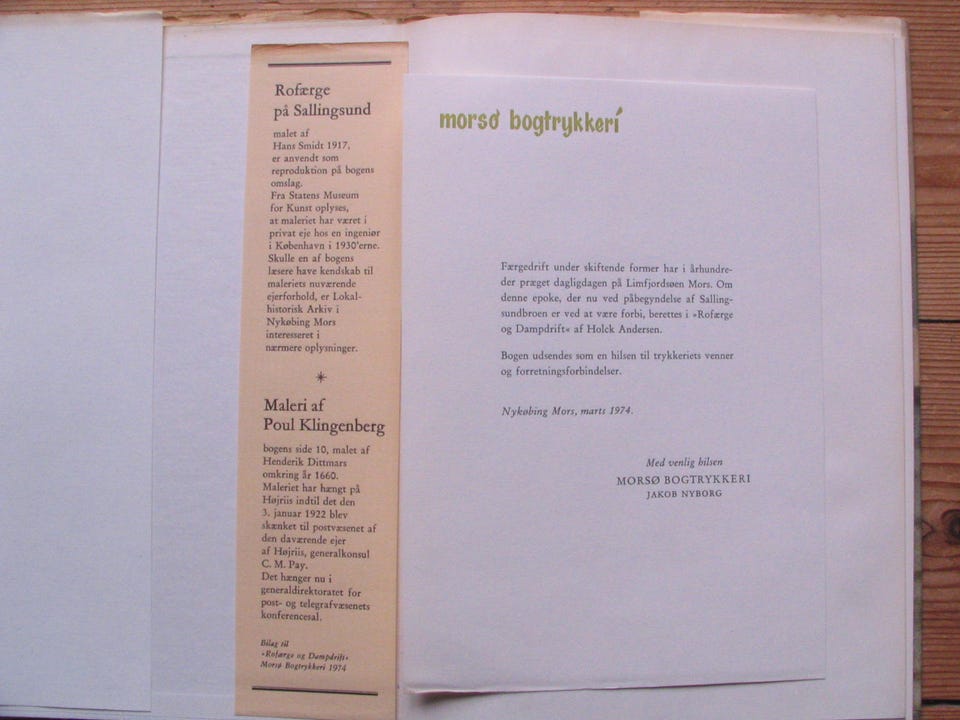 Rofærge
på Sallingsund
malet af
Hans Smidt 1917,
er anvendt som
reproduktion på bogens
omslag.
Fra Statens Museum
for Kunst oplyses,
at maleriet har været i
privat eje hos en ingeniør
i København i 1930'erne.
Skulle en af bogens
læsere have kendskab til
maleriets nuværende
ejerforhold, er Lokal-
historisk Arkiv i
Nykøbing Mors
interesseret i
nærmere oplysninger.
✳
Maleri af
Poul Klingenberg
bogens side 10, malet af
Henderik Dittmars
omkring år 1660.
Maleriet har hængt på
Højriis indtil det den
3. januar 1922 blev
skænket til postvæsenet af
den daværende ejer
af Højriis, generalkonsul
C. M. Pay.
Det hænger nu i
generaldirektoratet for
post- og telegrafvæsenets
konferencesal.
Bilag til
»Rofærge og Dampdrift«
Morsø Bogtrykkeri 1974
morsø bogtrykkeri
Færgedrift under skiftende former har i århundre-
der præget dagligdagen på Limfjordsøen Mors. Om
denne epoke, der nu ved påbegyndelse af Salling-
sundbroen er ved at være forbi, berettes i »Rofærge
og Dampdrift« af Holck Andersen.
Bogen udsendes som en hilsen til trykkeriets venner
og forretningsforbindelser.
Nykøbing Mors, marts 1974.
Med venlig hilsen
MORSØ BOGTRYKKERI
JAKOB NYBORG